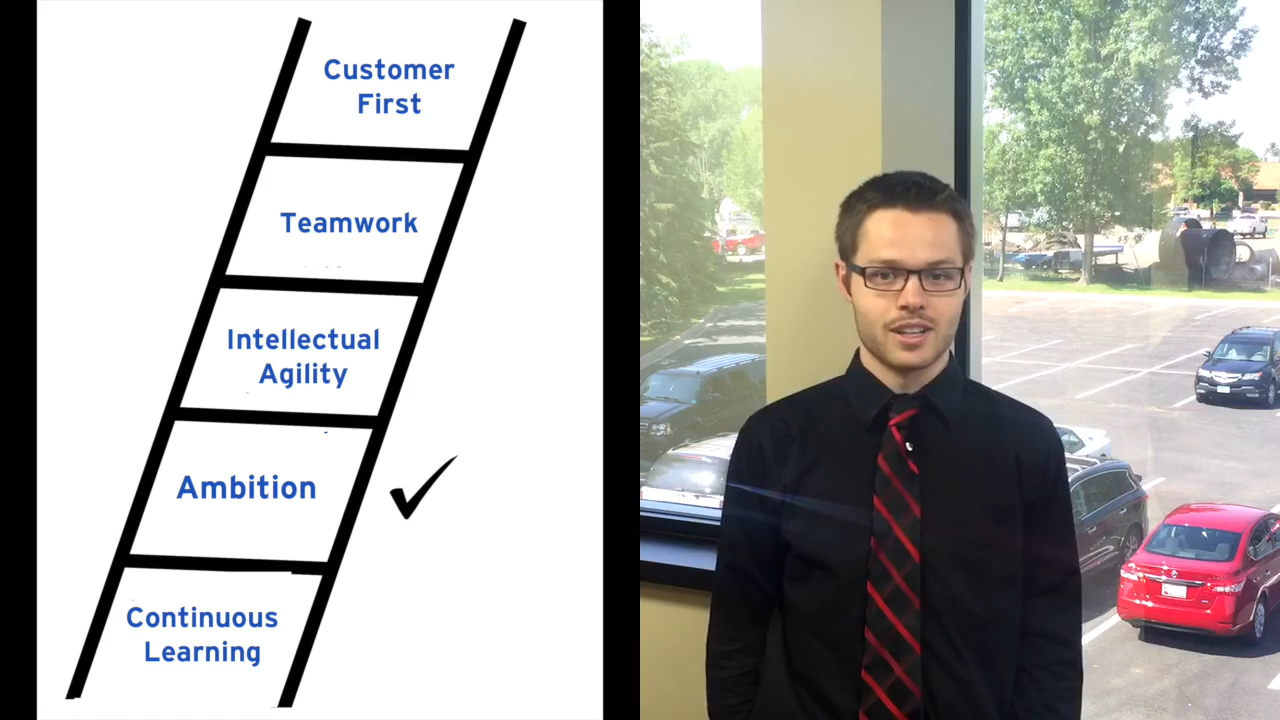 Customer
First
Teamwork
Intellectual
Agility
Ambition
Continuous
Learning